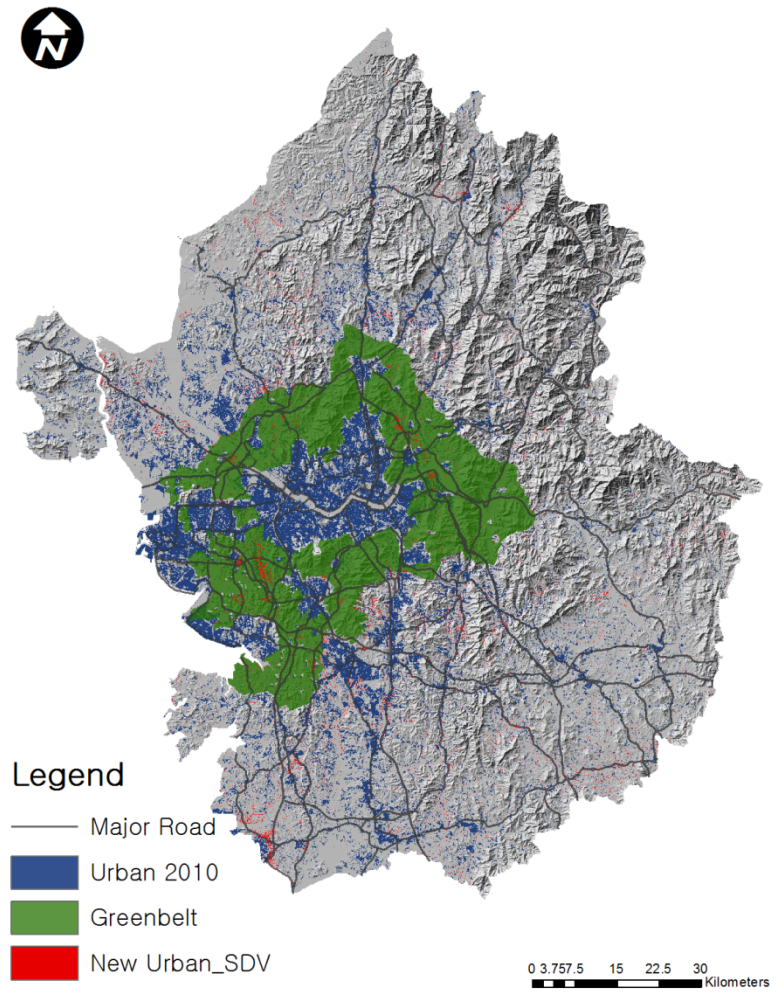 N
Legend
Major Road
Urban 2010
Greenbelt
New Urban_SDV
0 3.757.5 15 22.5 30
Kilometers